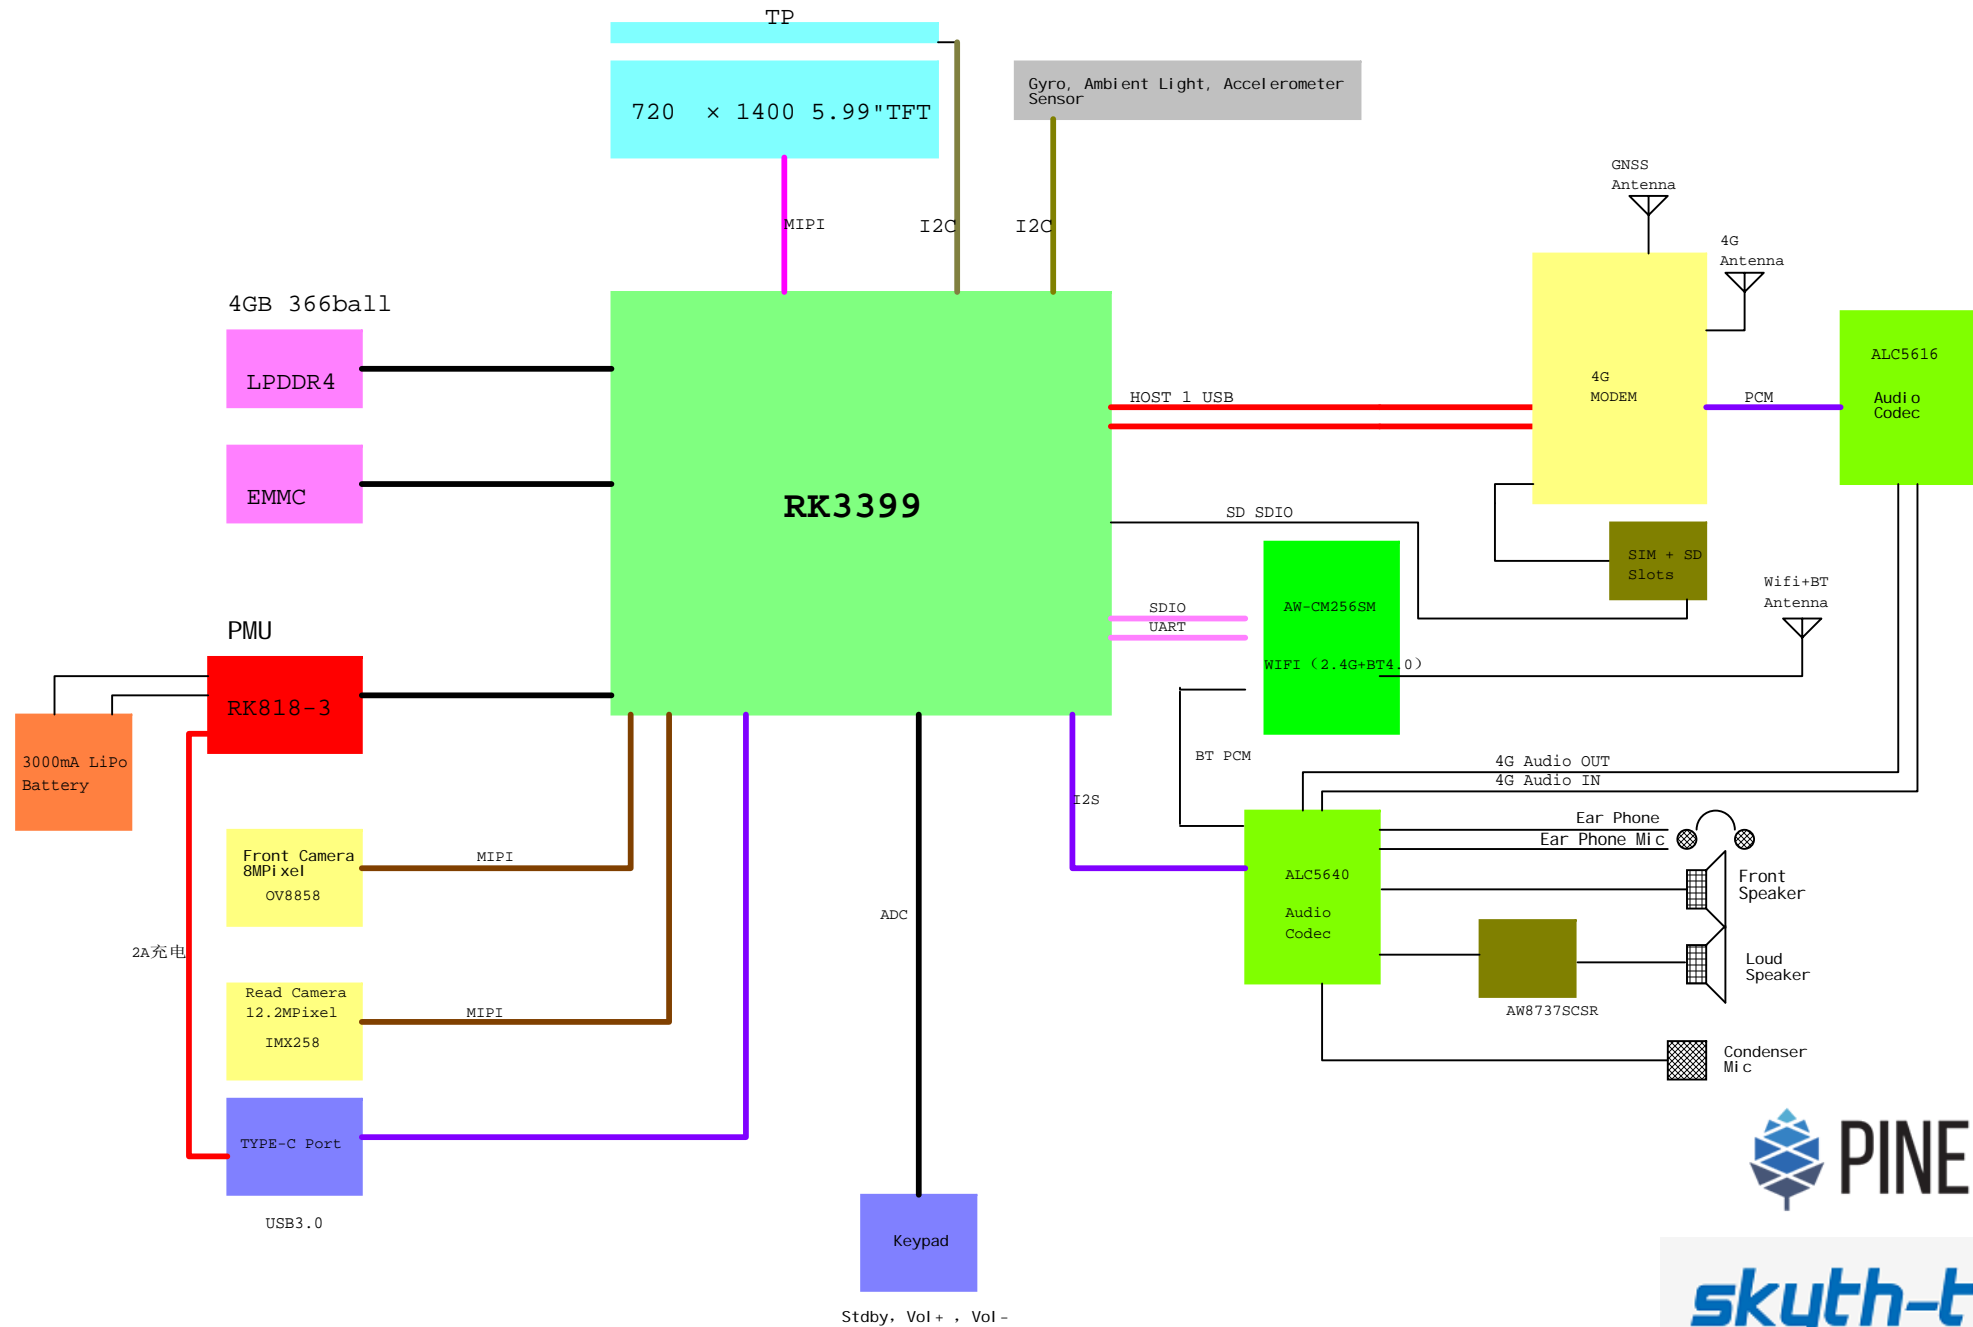 TP
720 × 1400 5.99"TFT
Gyro, Ambient Light, Accelerometer
Sensor
MIPI
I2C
I2C
GNSS
Antenna
4G
Antenna
4GB 366ball
LPDDR4
EMMC
RK3399
HOST 1 USB
4G
MODEM
PCM
ALC5616
Audio
Codec
SD SDIO
SIM + SD
Slots
SDIO
UART
AW-CM256SM
WIFI（2.4G+BT4.0）
Wifi+BT
Antenna
PMU
RK818-3
3000mA LiPo
Battery
BT PCM
4G Audio OUT
4G Audio IN
I2S
Ear Phone
Ear Phone Mic
Front Camera
8MPixel
OV8858
MIPI
ALC5640
Audio
Codec
Front
Speaker
ADC
2A充电
Loud
Speaker
AW8737SCSR
Read Camera
12.2MPixel
IMX258
MIPI
Condenser
Mic
TYPE-C Port
USB3.0
Keypad
Stdby, Vol+ , Vol-
PINE
skyth-t